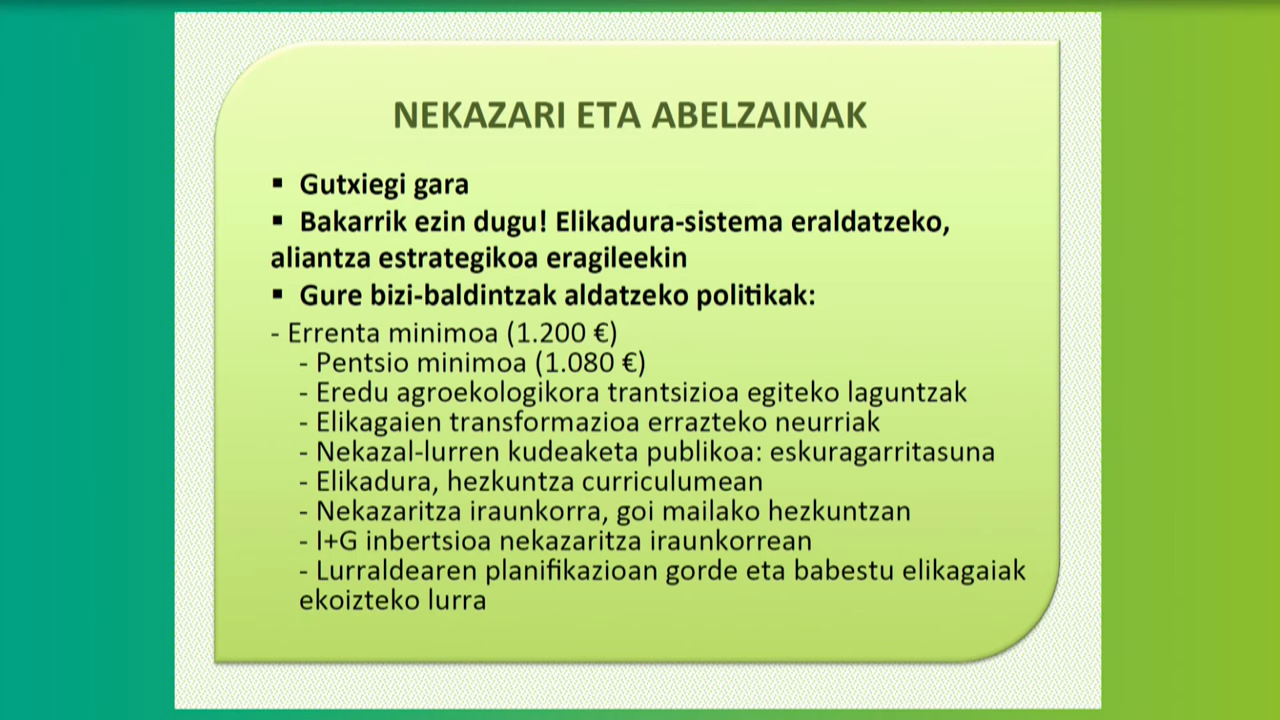 NEKAZARI ETA ABELZAINAK
▪ Gutxiegi gara
▪ Bakarrik ezin dugu! Elikadura-sistema eraldatzeko,
aliantza estrategikoa eragileekin
▪ Gure bizi-baldintzak aldatzeko politikak:
- Errenta minimoa (1.200 €)
- Pentsio minimoa (1.080 €)
- Eredu agroekologikora trantsizioa egiteko laguntzak
- Elikagaien transformazioa errazteko neurriak
- Nekazal-lurren kudeaketa publikoa: eskuragarritasuna
- Elikadura, hezkuntza curriculumean
- Nekazaritza iraunkorra, goi mailako hezkuntzan
- I+G inbertsioa nekazaritza iraunkorrean
- Lurraldearen planifikazioan gorde eta babestu elikagaiak
ekoizteko lurra